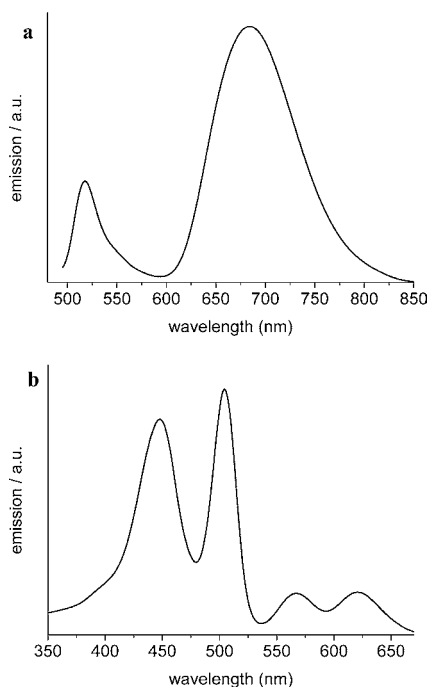 a
emission / a.u.
500 550 600 650 700 750 800 850
wavelength (nm)
b
emission / a.u.
350 400 450 500 550 600 650
wavelength (nm)